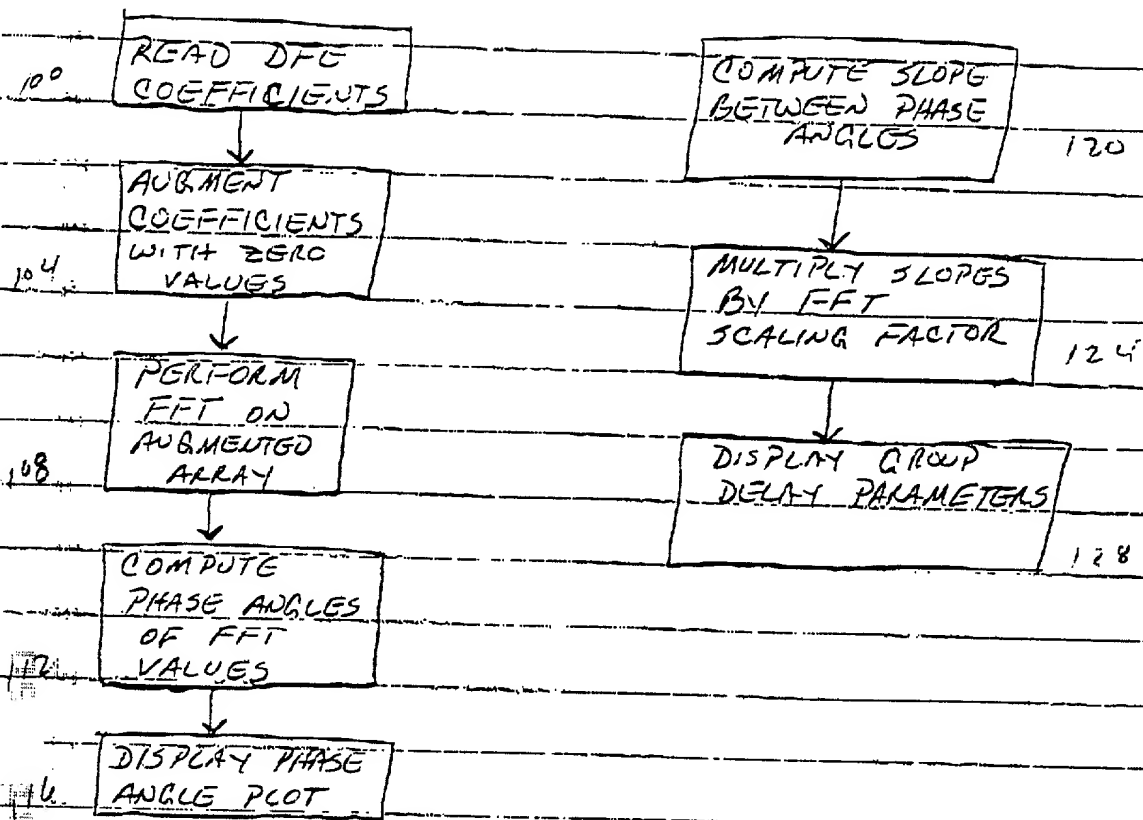 READ DFE
COEFFICIENTS
100
AUGMENT
COEFFICIENTS
WITH ZERO
VALUES
104
PERFORM
FFT ON
AUGMENTED
ARRAY
108
COMPUTE
PHASE ANGLES
OF FFT
VALUES
112
DISPLAY PHASE
ANGLE PLOT
116
COMPUTE SLOPE
BETWEEN PHASE
ANGLES
120
MULTIPLY SLOPES
BY FFT
SCALING FACTOR
124
DISPLAY GROUP
DELAY PARAMETERS
128